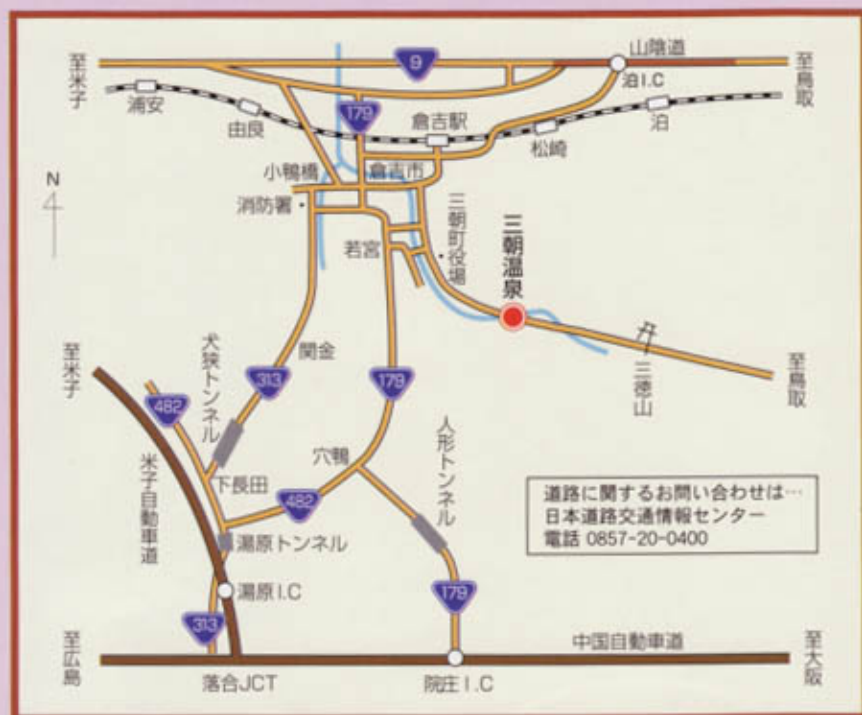 至米子
9
山陰道
泊I.C
至鳥取
浦安
由良
179
倉吉駅
松崎
泊
N
小鴨橋
倉吉市
消防署
若宮
三朝町役場
三朝温泉
関金
三徳山
至鳥取
至米子
482
犬狭トンネル
313
179
人形トンネル
米子自動車道
下長田
穴鴨
482
湯原トンネル
湯原I.C
313
179
道路に関するお問い合わせは…
日本道路交通情報センター
電話 0857-20-0400
至広島
中国自動車道
至大阪
落合JCT
院庄I.C